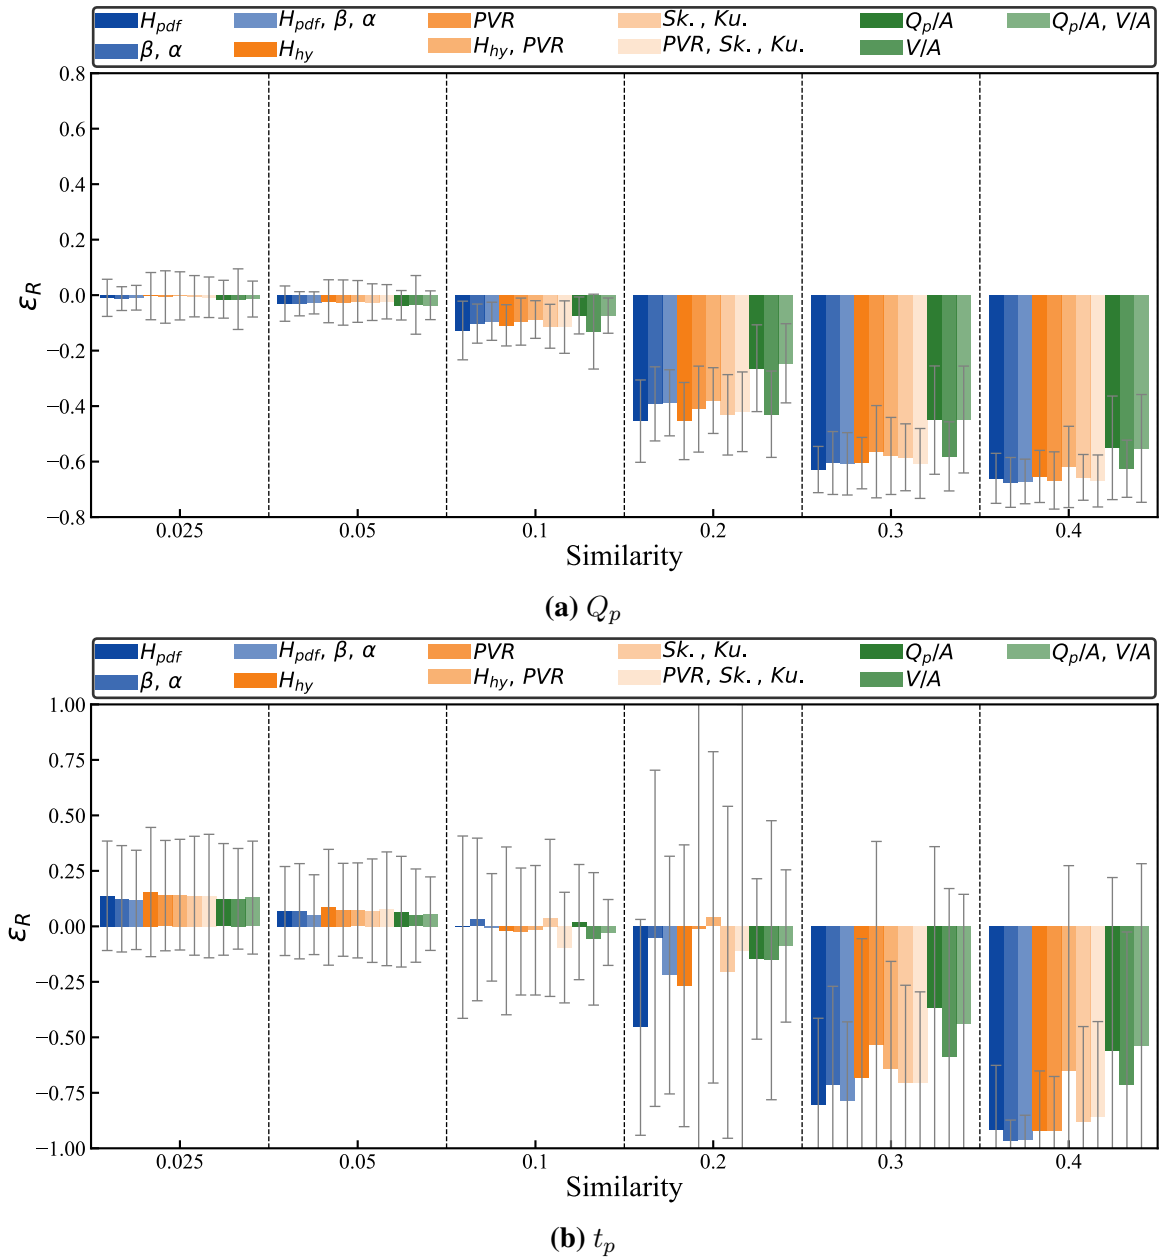 H_pdf H_pdf, β, α PVR Sk., Ku. Q_p/A Q_p/A, V/A
β, α H_hy H_hy, PVR PVR, Sk., Ku. V/A
0.8
0.6
0.4
0.2
0.0
−0.2
−0.4
−0.6
−0.8
ε_R
0.025 0.05 0.1 0.2 0.3 0.4
Similarity
(a) Q_p
H_pdf H_pdf, β, α PVR Sk., Ku. Q_p/A Q_p/A, V/A
β, α H_hy H_hy, PVR PVR, Sk., Ku. V/A
1.00
0.75
0.50
0.25
0.00
−0.25
−0.50
−0.75
−1.00
ε_R
0.025 0.05 0.1 0.2 0.3 0.4
Similarity
(b) t_p